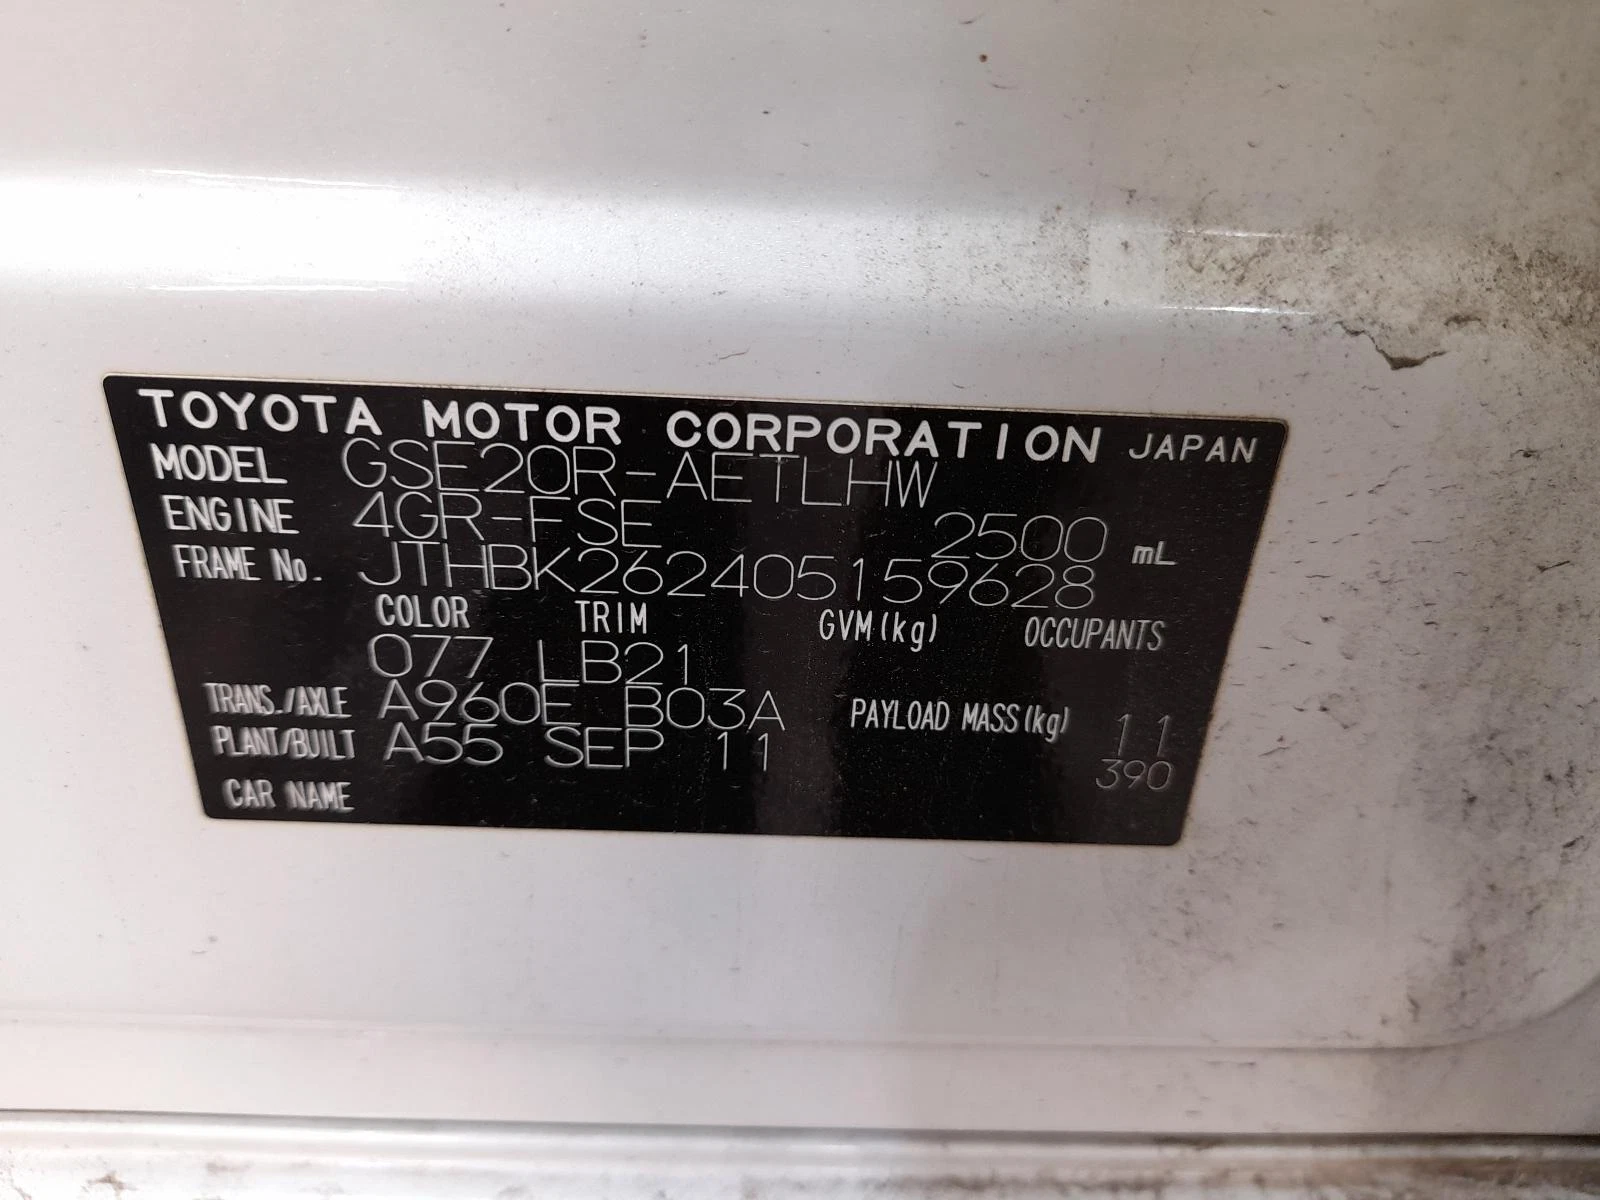 TOYOTA MOTOR CORPORATION JAPAN
MODEL GSE20R-AETLHW
ENGINE 4GR-FSE 2500 mL
FRAME No. JTHBK262405159628
COLOR TRIM GVM(kg) OCCUPANTS
077 LB21
TRANS./AXLE A960E B03A PAYLOAD MASS(kg) 11
PLANT/BUILT A55 SEP 11 390
CAR NAME